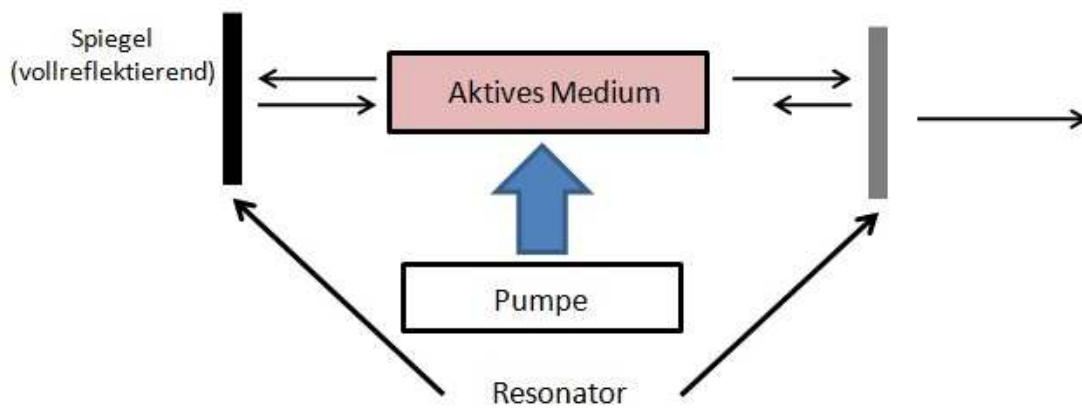 Spiegel
(vollreflektierend)
Aktives Medium
Pumpe
Resonator